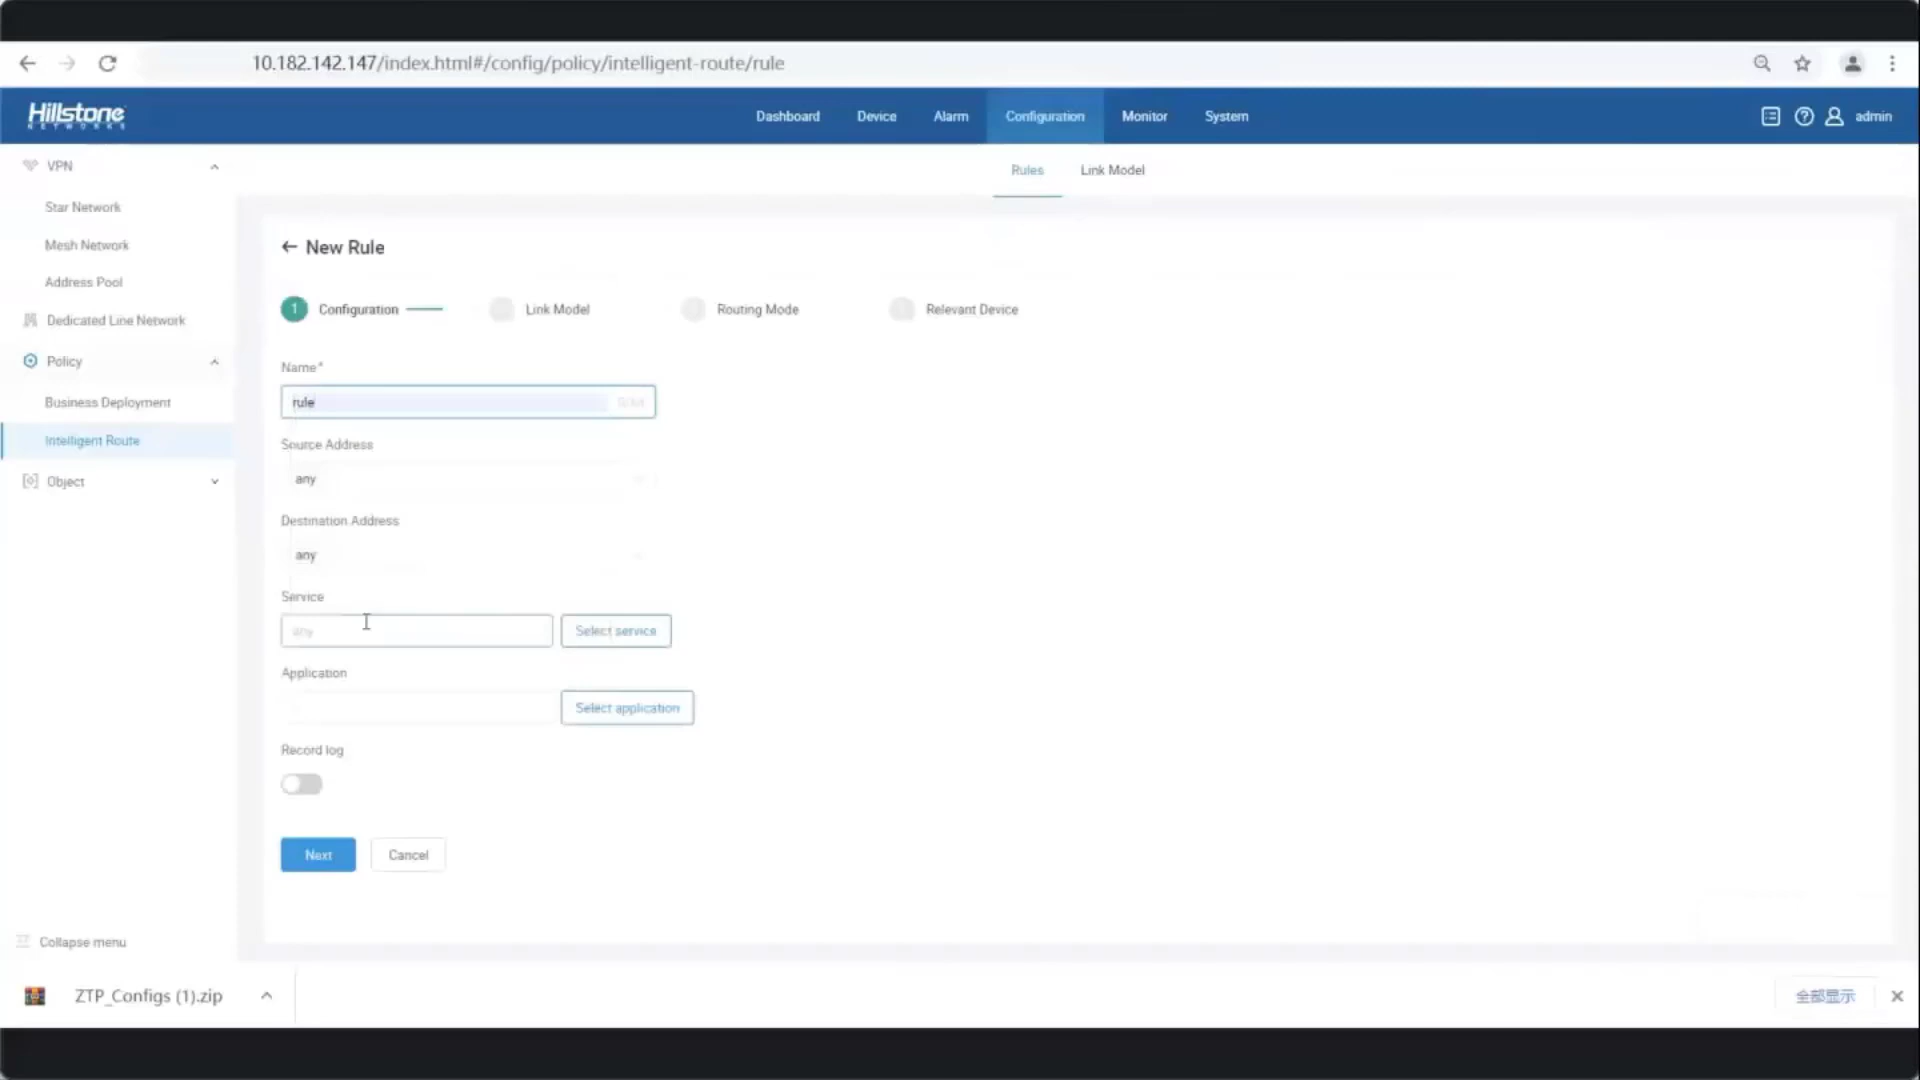 10.182.142.147/index.html#/config/policy/intelligent-route/rule
Hillstone
NETWORKS
Dashboard
Device
Alarm
Configuration
Monitor
System
admin
VPN
Star Network
Mesh Network
Address Pool
Dedicated Line Network
Policy
Business Deployment
Intelligent Route
Object
Collapse menu
Rules
Link Model
New Rule
1
Configuration
Link Model
Routing Mode
Relevant Device
Name*
rule
Source Address
any
Destination Address
any
Service
any
Select service
Application
Select application
Record log
Next
Cancel
ZTP_Configs (1).zip
全部显示